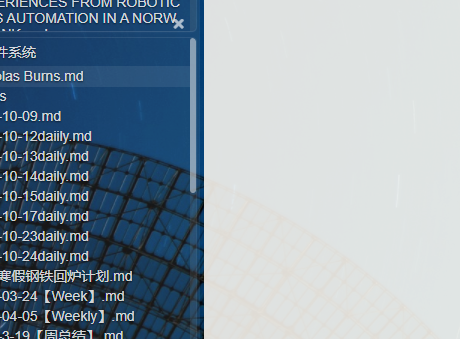 ERIENCES FROM ROBOTIC
S AUTOMATION IN A NORW
件系统
olas Burns.md
s
-10-09.md
-10-12daiily.md
-10-13daily.md
-10-14daily.md
-10-15daily.md
-10-17daily.md
-10-23daily.md
-10-24daily.md
寒假钢铁回炉计划.md
-03-24【Week】.md
-04-05【Weekly】.md
-3-19【周总结】.md